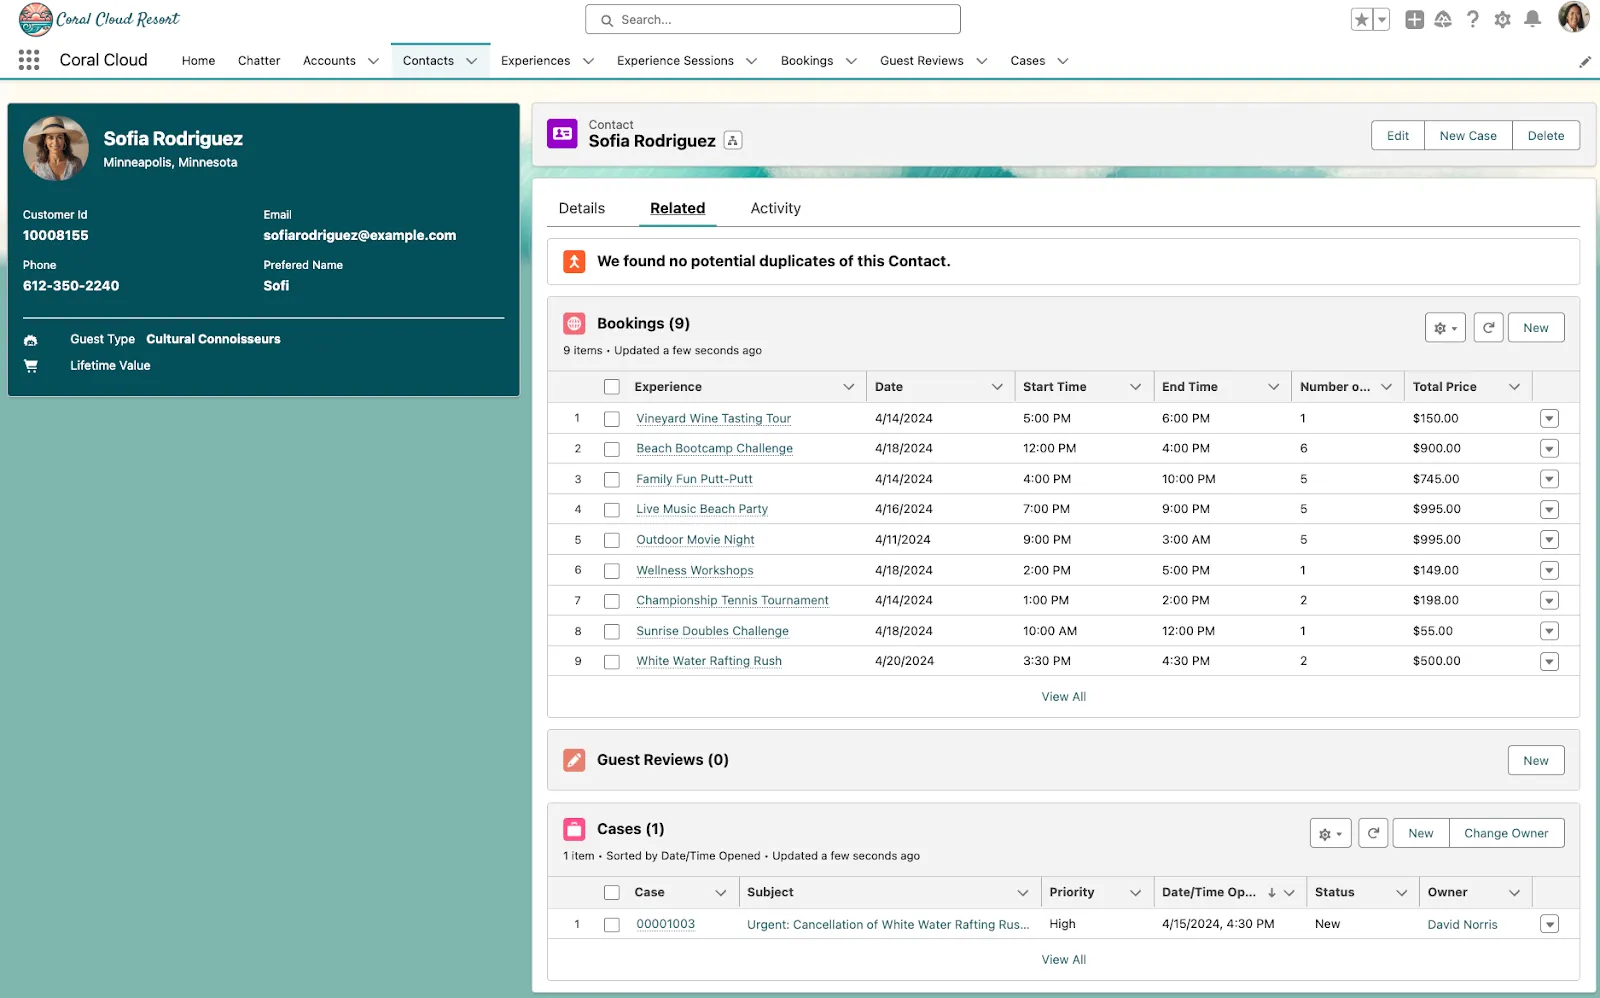 Coral Cloud Resort
Search...
Coral Cloud
Home Chatter Accounts Contacts Experiences Experience Sessions Bookings Guest Reviews Cases
Sofia Rodriguez
Minneapolis, Minnesota
Customer Id Email
10008155 sofiarodriguez@example.com
Phone Prefered Name
612-350-2240 Sofi
Guest Type Cultural Connoisseurs
Lifetime Value
Contact
Sofia Rodriguez
Edit New Case Delete
Details Related Activity
We found no potential duplicates of this Contact.
Bookings (9)
New
9 items • Updated a few seconds ago
Experience Date Start Time End Time Number o... Total Price
1 Vineyard Wine Tasting Tour 4/14/2024 5:00 PM 6:00 PM 1 $150.00
2 Beach Bootcamp Challenge 4/18/2024 12:00 PM 4:00 PM 6 $900.00
3 Family Fun Putt-Putt 4/14/2024 4:00 PM 10:00 PM 5 $745.00
4 Live Music Beach Party 4/16/2024 7:00 PM 9:00 PM 5 $995.00
5 Outdoor Movie Night 4/11/2024 9:00 PM 3:00 AM 5 $995.00
6 Wellness Workshops 4/18/2024 2:00 PM 5:00 PM 1 $149.00
7 Championship Tennis Tournament 4/14/2024 1:00 PM 2:00 PM 2 $198.00
8 Sunrise Doubles Challenge 4/18/2024 10:00 AM 12:00 PM 1 $55.00
9 White Water Rafting Rush 4/20/2024 3:30 PM 4:30 PM 2 $500.00
View All
Guest Reviews (0)
New
Cases (1)
New Change Owner
1 item • Sorted by Date/Time Opened • Updated a few seconds ago
Case Subject Priority Date/Time Op... Status Owner
1 00001003 Urgent: Cancellation of White Water Rafting Rus... High 4/15/2024, 4:30 PM New David Norris
View All